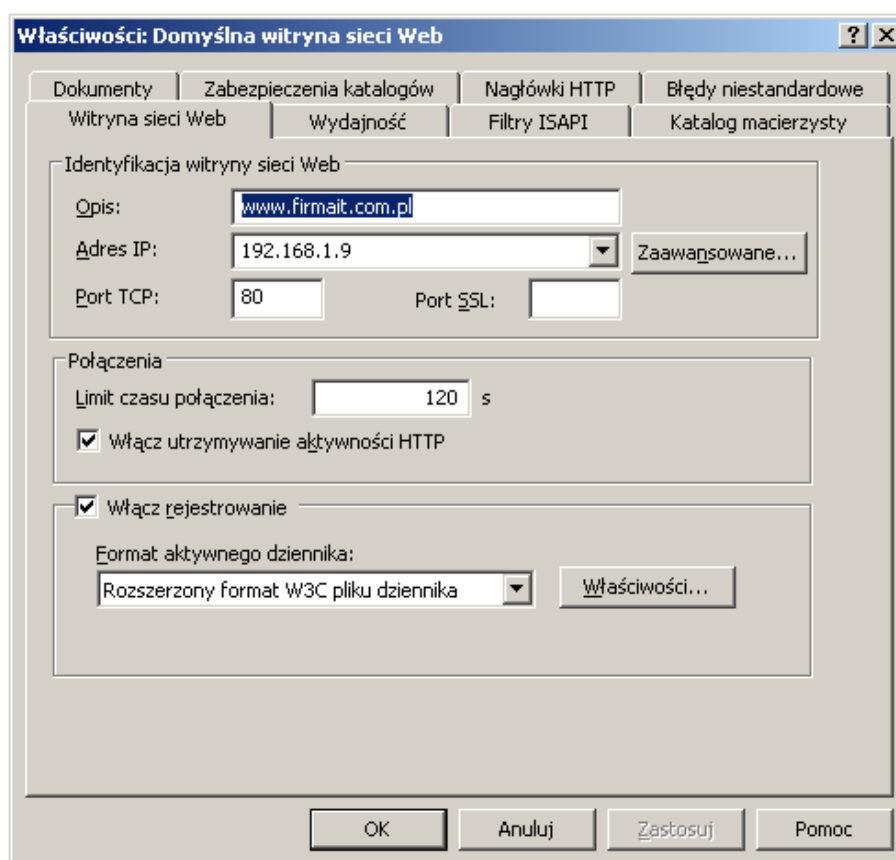 Właściwości: Domyślna witryna sieci Web
Dokumenty Zabezpieczenia katalogów Nagłówki HTTP Błędy niestandardowe
Witryna sieci Web Wydajność Filtry ISAPI Katalog macierzysty
Identyfikacja witryny sieci Web
Opis: www.firmait.com.pl
Adres IP: 192.168.1.9 Zaawansowane...
Port TCP: 80 Port SSL:
Połączenia
Limit czasu połączenia: 120 s
Włącz utrzymywanie aktywności HTTP
Włącz rejestrowanie
Format aktywnego dziennika:
Rozszerzony format W3C pliku dziennika Właściwości...
OK Anuluj Zastosuj Pomoc